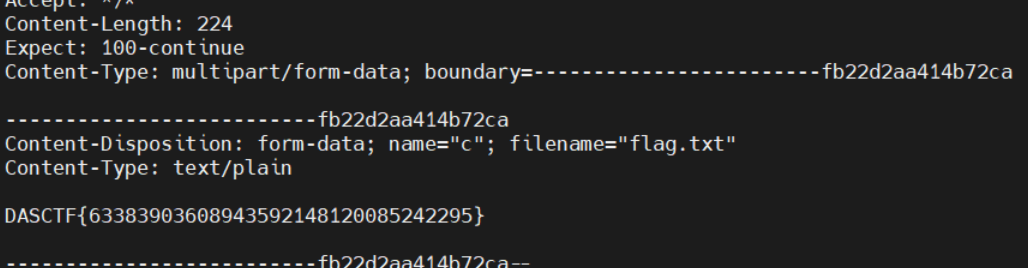 Accept: */*
Content-Length: 224
Expect: 100-continue
Content-Type: multipart/form-data; boundary=------------------------fb22d2aa414b72ca
--------------------------fb22d2aa414b72ca
Content-Disposition: form-data; name="c"; filename="flag.txt"
Content-Type: text/plain
DASCTF{63383903608943592148120085242295}
--------------------------fb22d2aa414b72ca--